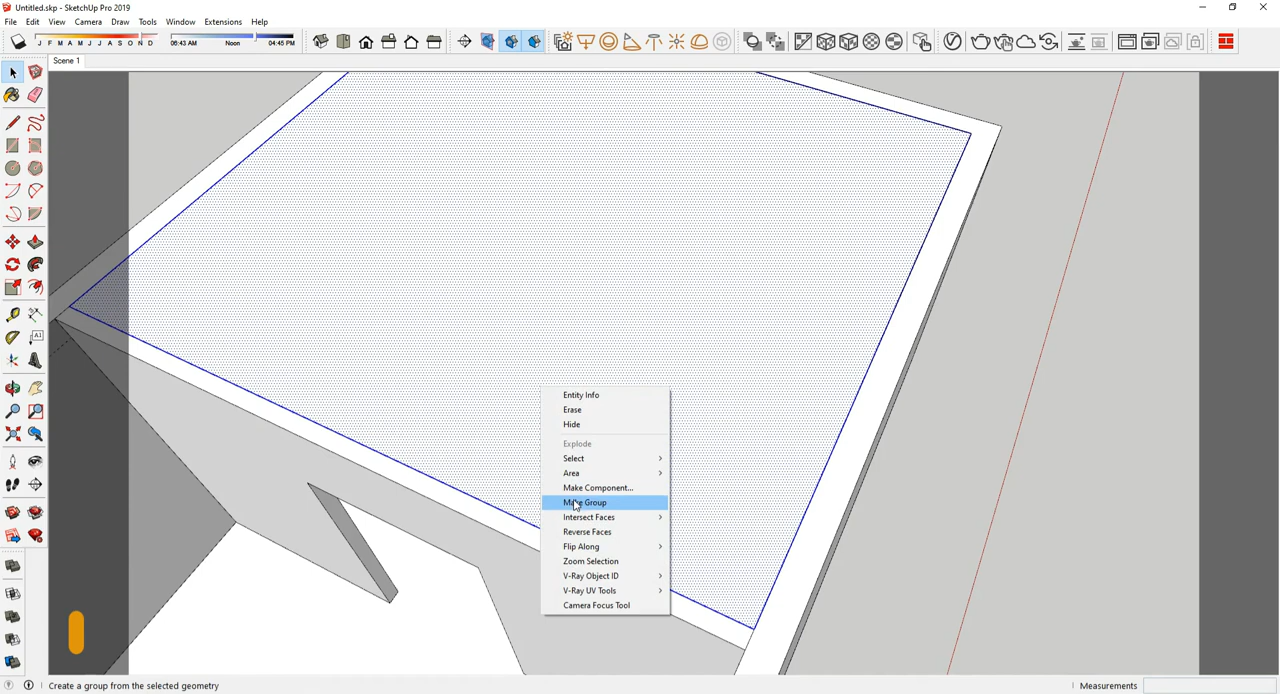 Untitled.skp - SketchUp Pro 2019
File Edit View Camera Draw Tools Window Extensions Help
J F M A M J J A S O N D 06:43 AM Noon 04:45 PM
Scene 1
AI
Entity Info
Erase
Hide
Explode
Select
Area
Make Component...
Make Group
Intersect Faces
Reverse Faces
Flip Along
Zoom Selection
V-Ray Object ID
V-Ray UV Tools
Camera Focus Tool
Create a group from the selected geometry Measurements